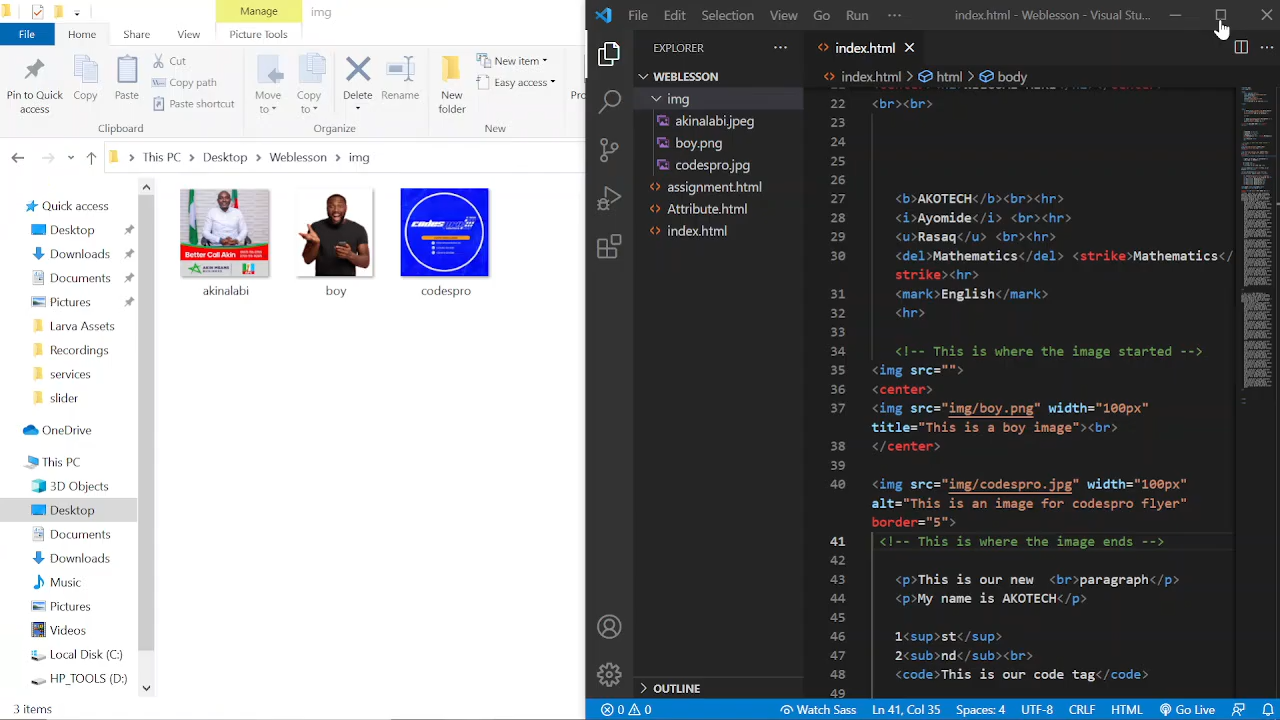 Manage
img
File
Home
Share
View
Picture Tools
Pin to Quick access
Copy
Paste
Cut
Copy path
Paste shortcut
Clipboard
Move to
Copy to
Delete
Rename
Organize
New folder
New item
Easy access
New
This PC
Desktop
Weblesson
img
Quick access
Desktop
Downloads
Documents
Pictures
Larva Assets
Recordings
services
slider
OneDrive
This PC
3D Objects
Desktop
Documents
Downloads
Music
Pictures
Videos
Local Disk (C:)
HP_TOOLS (D:)
Better Call Akin
akinalabi
boy
codespro
3 items
File Edit Selection View Go Run ··· index.html - Weblesson - Visual Stu...
EXPLORER
WEBLESSON
img
akinalabi.jpeg
boy.png
codespro.jpg
assignment.html
Attribute.html
index.html
OUTLINE
index.html
index.html > html > body
22 <br><br>
23
24
25
26
27 <b>AKOTECH</b><br><hr>
28 <i>Ayomide</i> <br><hr>
29 <u>Rasaq</u> <br><hr>
30 <del>Mathematics</del> <strike>Mathematics</
strike><hr>
31 <mark>English</mark>
32 <hr>
33
34 <!-- This is where the image started -->
35 <img src="">
36 <center>
37 <img src="img/boy.png" width="100px"
title="This is a boy image"><br>
38 </center>
39
40 <img src="img/codespro.jpg" width="100px"
alt="This is an image for codespro flyer"
border="5">
41 <!-- This is where the image ends -->
42
43 <p>This is our new  <br>paragraph</p>
44 <p>My name is AKOTECH</p>
45
46 1<sup>st</sup>
47 2<sub>nd</sub><br>
48 <code>This is our code tag</code>
49
0 0 Watch Sass Ln 41, Col 35 Spaces: 4 UTF-8 CRLF HTML Go Live